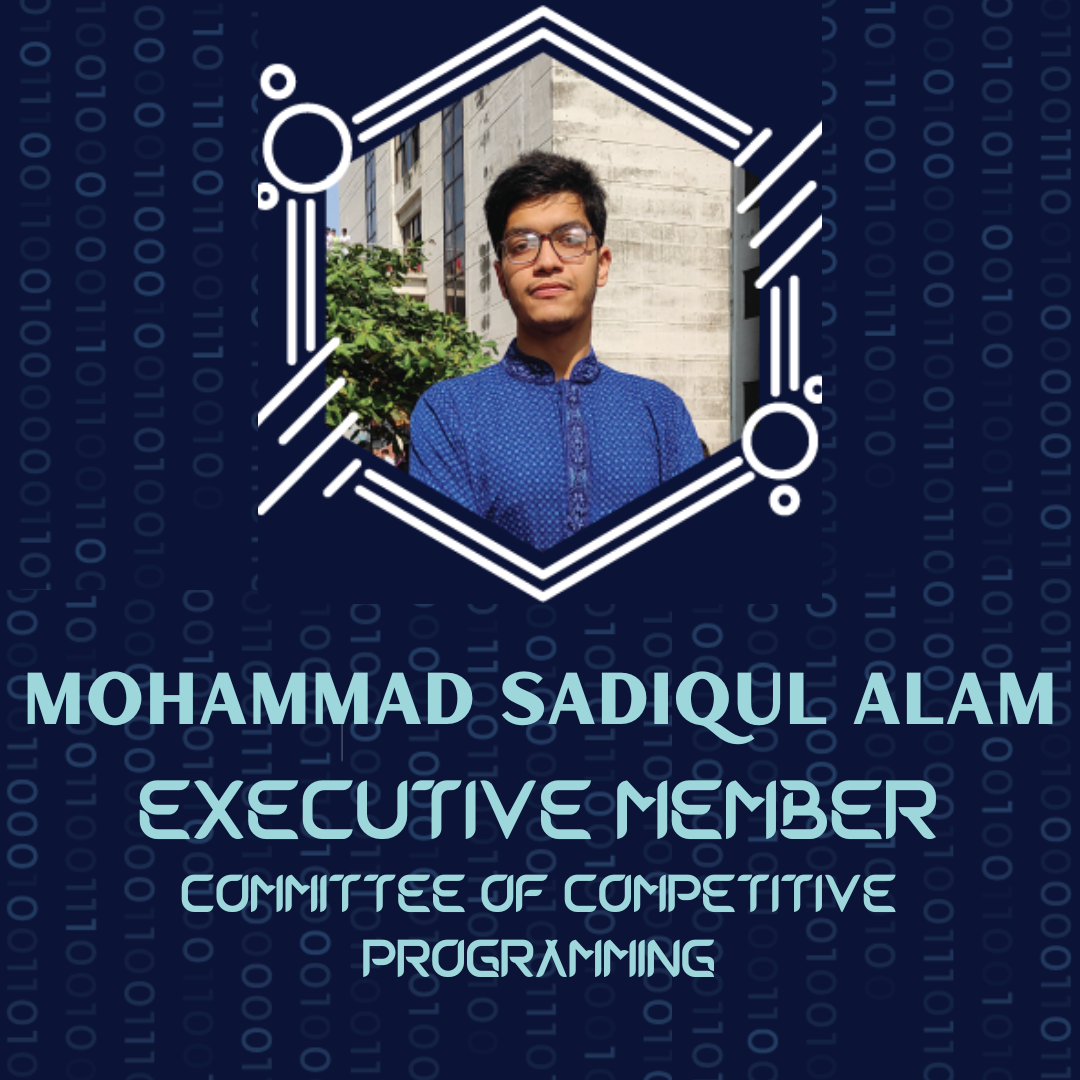 MOHAMMAD SADIQUL ALAM
EXECUTIVE MEMBER
COMMITTEE OF COMPETITIVE
PROGRAMMING